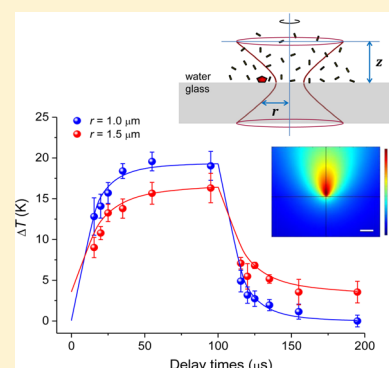 z
water
glass
r
r = 1.0 μm
r = 1.5 μm
25
20
15
10
5
0
ΔT (K)
0
50
100
150
200
Delay times (μs)